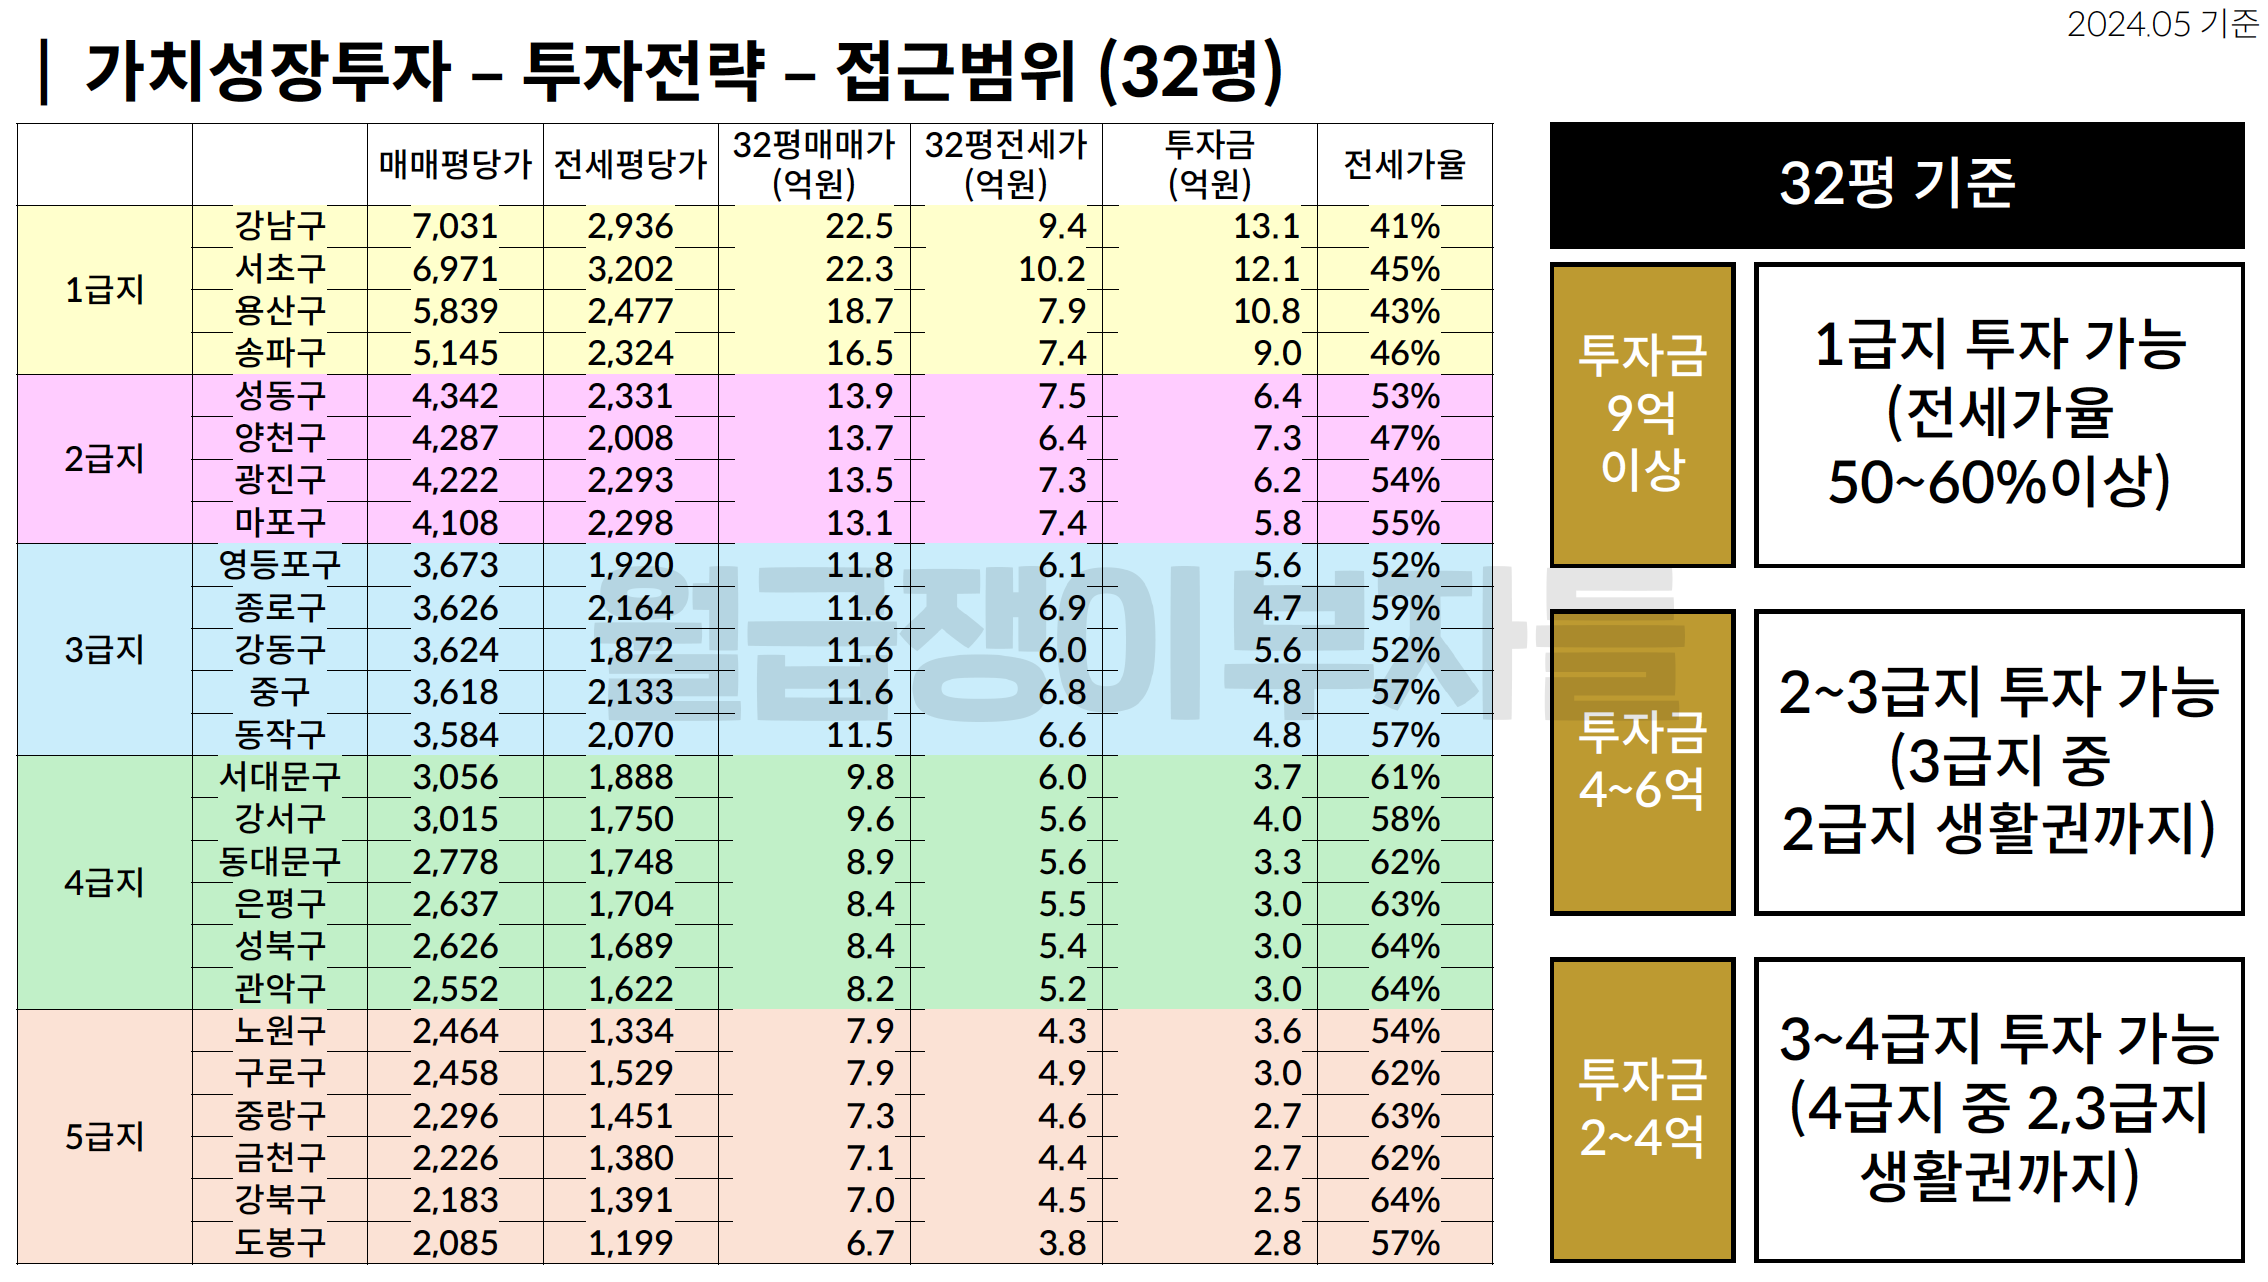 2024.05 기준
| 가치성장투자 – 투자전략 – 접근범위 (32평)
매매평당가 전세평당가 32평매매가 (억원) 32평전세가 (억원) 투자금 (억원) 전세가율
1급지
강남구 7,031 2,936 22.5 9.4 13.1 41%
서초구 6,971 3,202 22.3 10.2 12.1 45%
용산구 5,839 2,477 18.7 7.9 10.8 43%
송파구 5,145 2,324 16.5 7.4 9.0 46%
2급지
성동구 4,342 2,331 13.9 7.5 6.4 53%
양천구 4,287 2,008 13.7 6.4 7.3 47%
광진구 4,222 2,293 13.5 7.3 6.2 54%
마포구 4,108 2,298 13.1 7.4 5.8 55%
3급지
영등포구 3,673 1,920 11.8 6.1 5.6 52%
종로구 3,626 2,164 11.6 6.9 4.7 59%
강동구 3,624 1,872 11.6 6.0 5.6 52%
중구 3,618 2,133 11.6 6.8 4.8 57%
동작구 3,584 2,070 11.5 6.6 4.8 57%
4급지
서대문구 3,056 1,888 9.8 6.0 3.7 61%
강서구 3,015 1,750 9.6 5.6 4.0 58%
동대문구 2,778 1,748 8.9 5.6 3.3 62%
은평구 2,637 1,704 8.4 5.5 3.0 63%
성북구 2,626 1,689 8.4 5.4 3.0 64%
관악구 2,552 1,622 8.2 5.2 3.0 64%
5급지
노원구 2,464 1,334 7.9 4.3 3.6 54%
구로구 2,458 1,529 7.9 4.9 3.0 62%
중랑구 2,296 1,451 7.3 4.6 2.7 63%
금천구 2,226 1,380 7.1 4.4 2.7 62%
강북구 2,183 1,391 7.0 4.5 2.5 64%
도봉구 2,085 1,199 6.7 3.8 2.8 57%
월급쟁이부자들
32평 기준
투자금
9억
이상
1급지 투자 가능
(전세가율
50~60%이상)
투자금
4~6억
2~3급지 투자 가능
(3급지 중
2급지 생활권까지)
투자금
2~4억
3~4급지 투자 가능
(4급지 중 2,3급지
생활권까지)